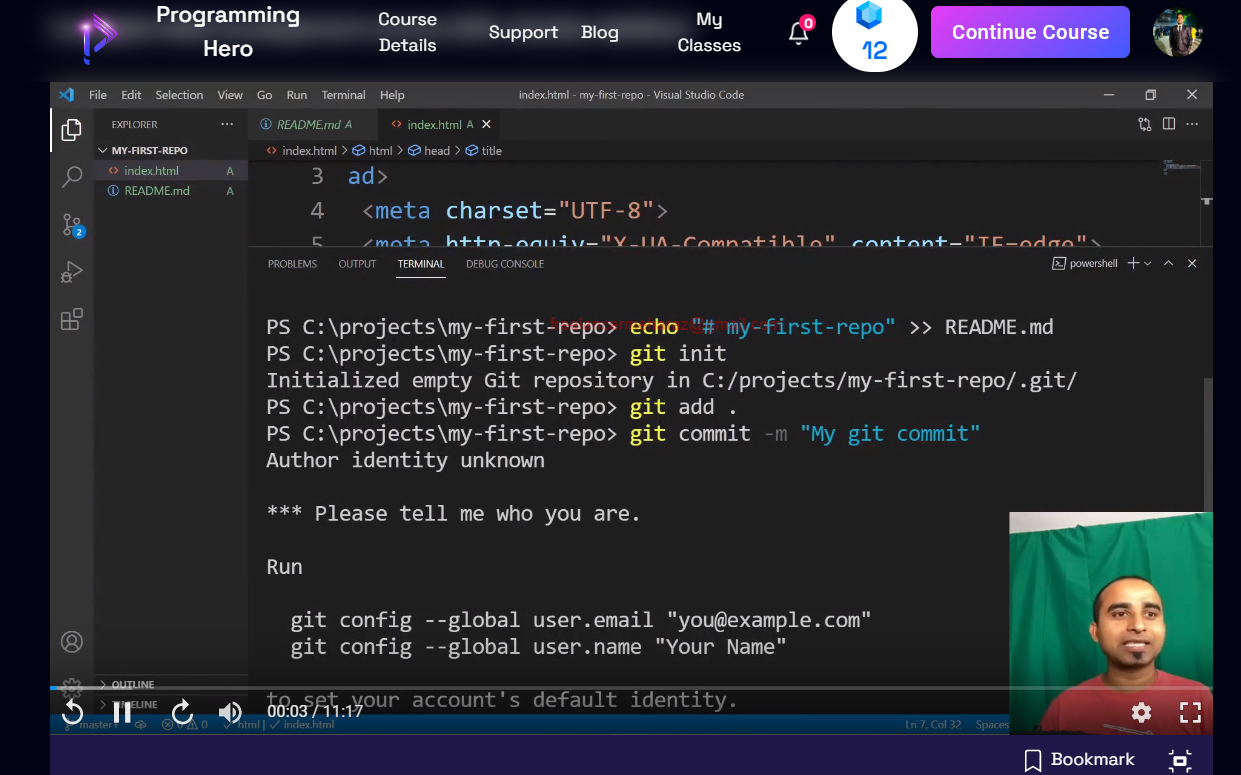 Programming Hero
Course Details
Support
Blog
My Classes
0
12
Continue Course
File Edit Selection View Go Run Terminal Help
index.html - my-first-repo - Visual Studio Code
EXPLORER
README.md A
index.html A
MY-FIRST-REPO
index.html A
README.md A
index.html > html > head > title
3 ad>
4 <meta charset="UTF-8">
5 <meta http-equiv="X-UA-Compatible" content="IE=edge">
2
PROBLEMS OUTPUT TERMINAL DEBUG CONSOLE
powershell
PS C:\projects\my-first-repo> echo "# my-first-repo" >> README.md
PS C:\projects\my-first-repo> git init
Initialized empty Git repository in C:/projects/my-first-repo/.git/
PS C:\projects\my-first-repo> git add .
PS C:\projects\my-first-repo> git commit -m "My git commit"
Author identity unknown
*** Please tell me who you are.
Run
git config --global user.email "you@example.com"
git config --global user.name "Your Name"
to set your account's default identity.
OUTLINE
TIMELINE
00:03 / 11:17
master+ 0 0 html | index.html
Ln 7, Col 32 Spaces
Bookmark